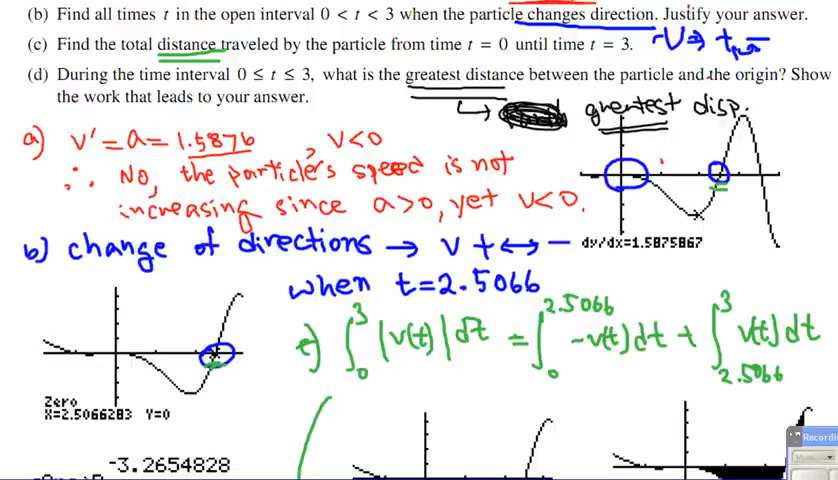 (b) Find all times t in the open interval 0 < t < 3 when the particle changes direction. Justify your answer.
(c) Find the total distance traveled by the particle from time t = 0 until time t = 3.
(d) During the time interval 0 ≤ t ≤ 3, what is the greatest distance between the particle and the origin? Show
the work that leads to your answer.
greatest disp.
a) v' = a = 1.5876, v<0
∴ No, the particle's speed is not
increasing since a>0, yet v<0.
dy/dx=1.5875867
b) change of directions → v + ↔ −
when t=2.5066
c) ∫₀³ |v(t)| dt = ∫₀^2.5066 -v(t) dt + ∫_2.5066^3 v(t) dt
Zero
X=2.5066283 Y=0
-3.2654828
Recordin